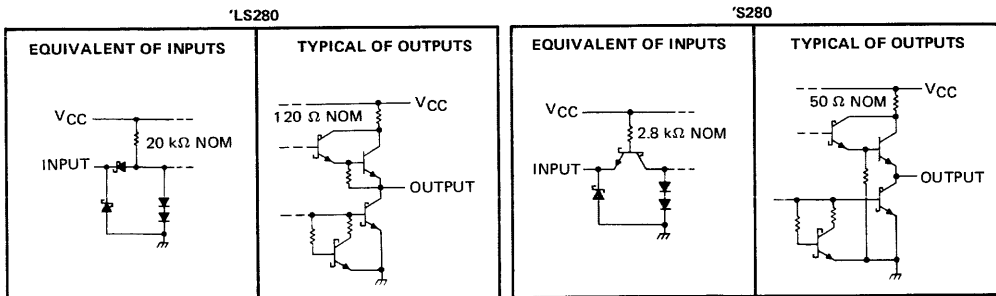 'LS280
EQUIVALENT OF INPUTS
VCC
20 kΩ NOM
INPUT
TYPICAL OF OUTPUTS
VCC
120 Ω NOM
OUTPUT
'S280
EQUIVALENT OF INPUTS
VCC
2.8 kΩ NOM
INPUT
TYPICAL OF OUTPUTS
VCC
50 Ω NOM
OUTPUT